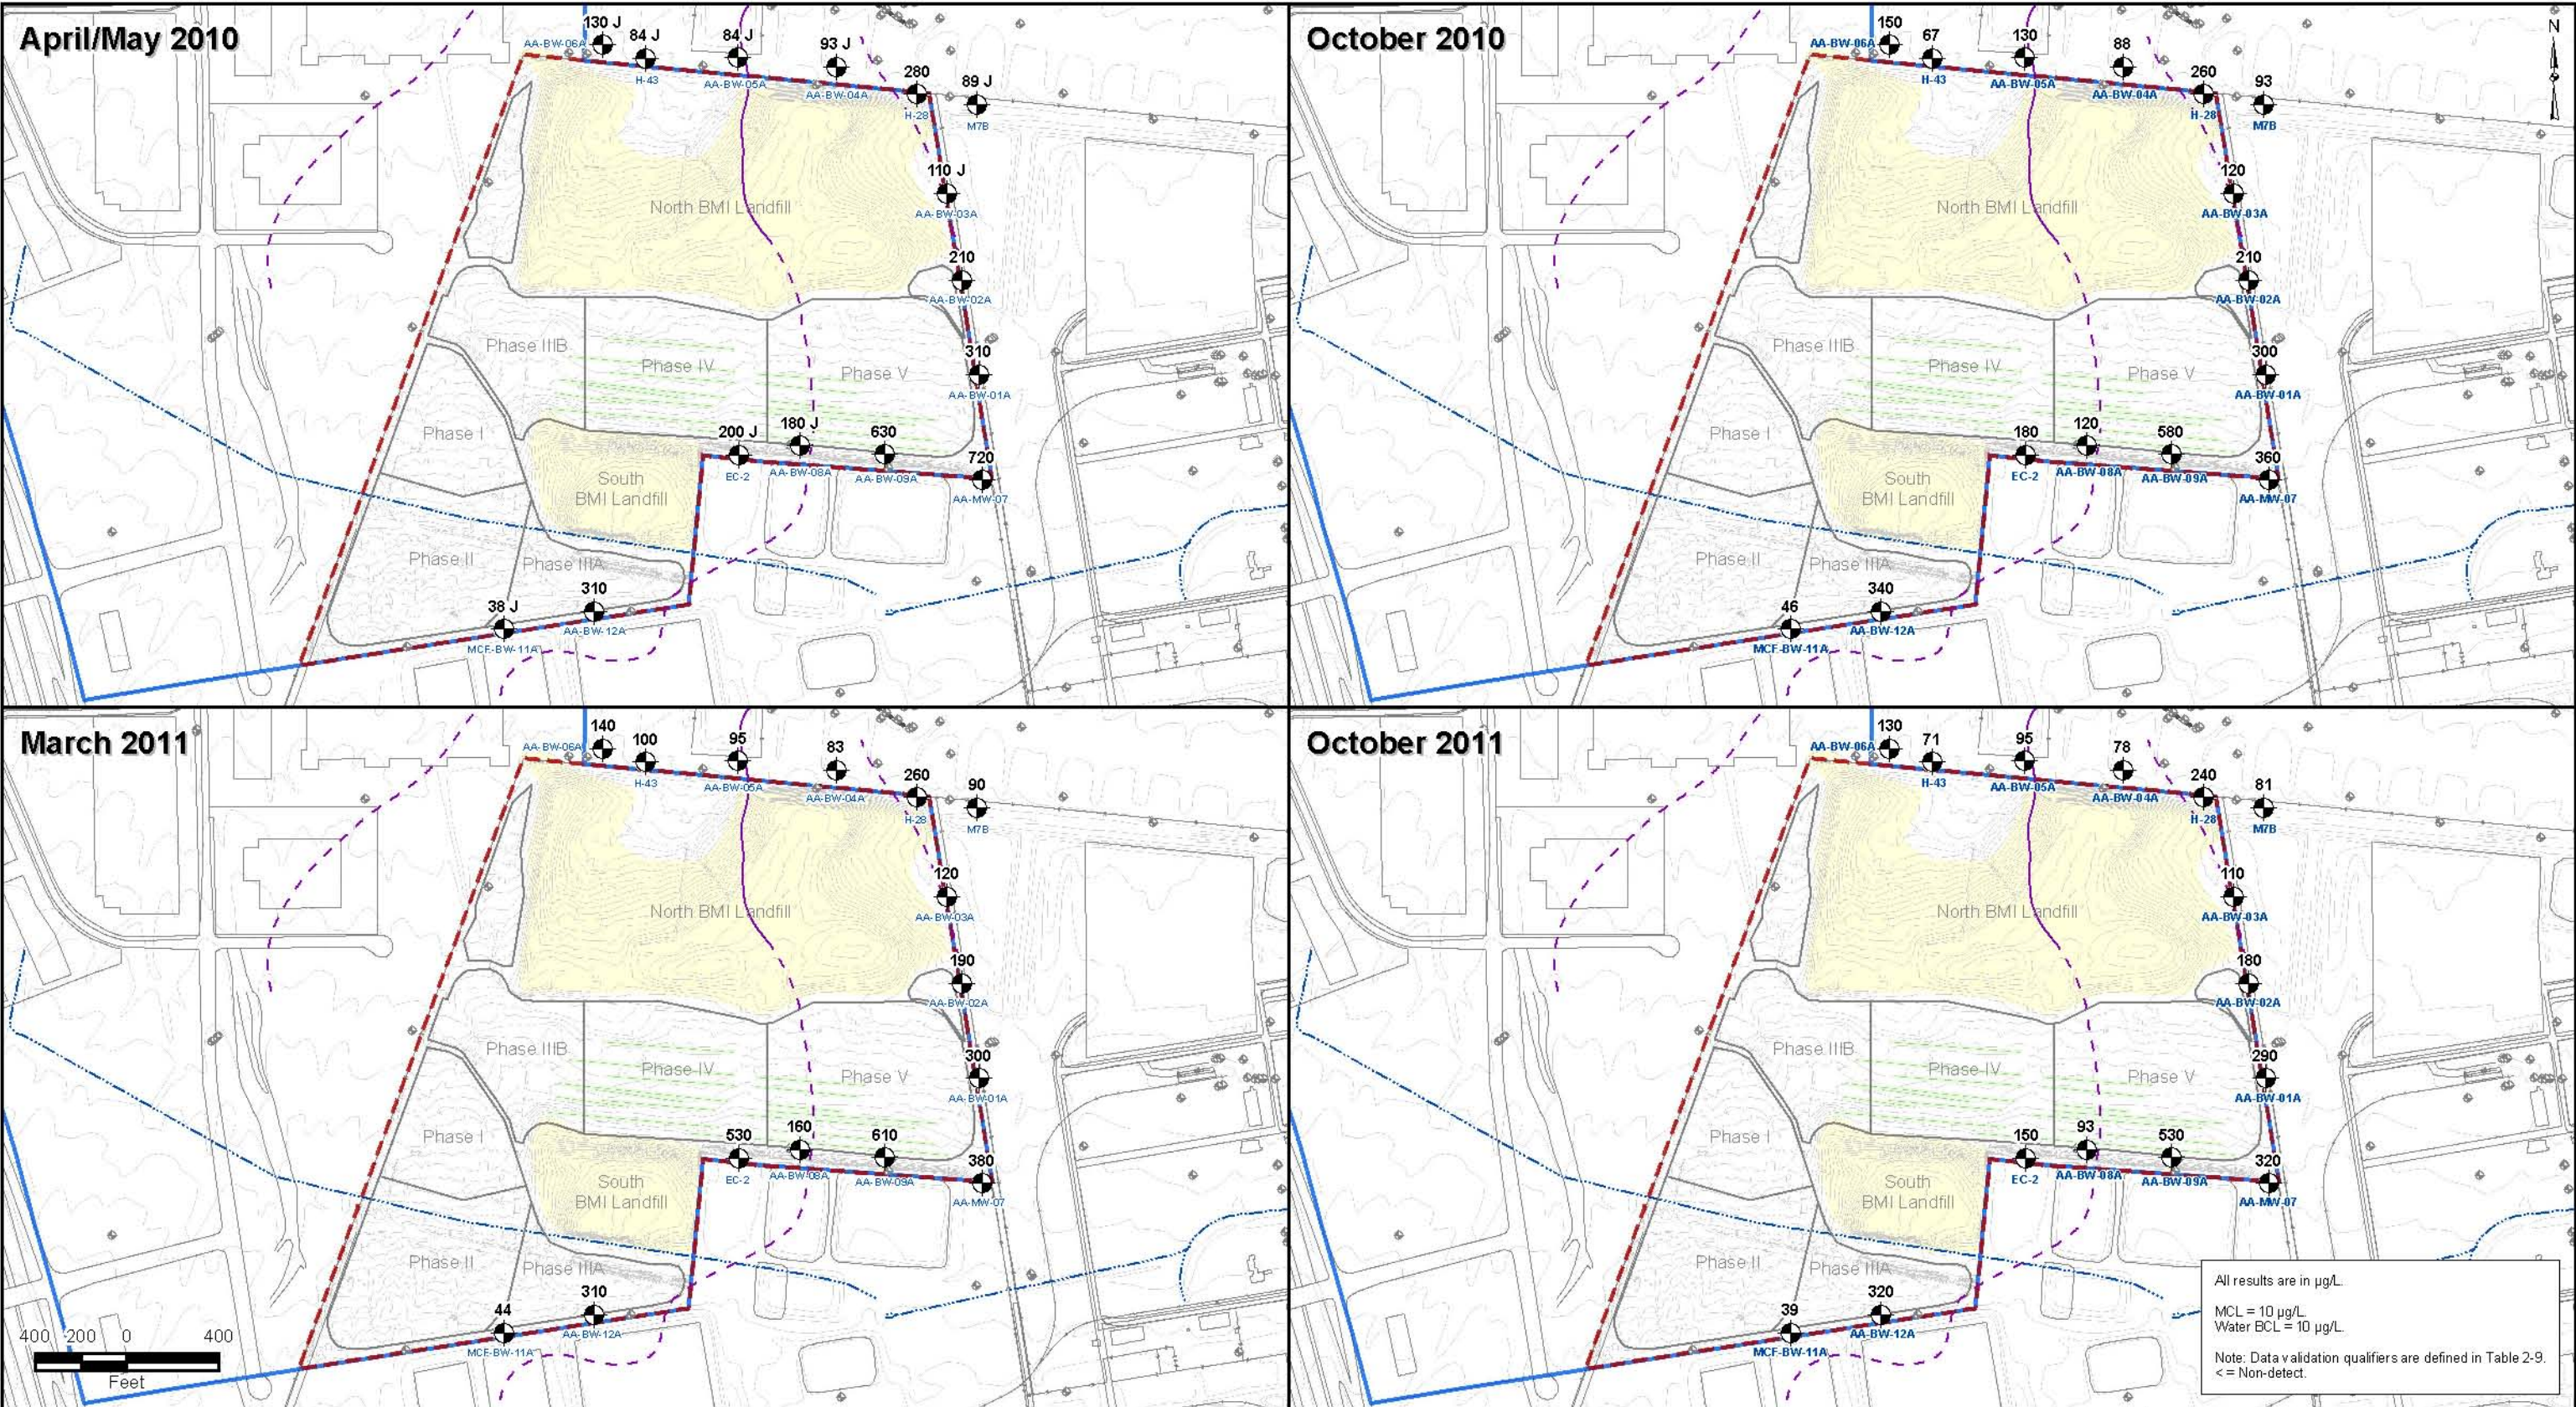 April/May 2010
130 J
84 J
84 J
93 J
280
89 J
AA-BW-06A
H-43
AA-BW-05A
AA-BW-04A
H-28
M7B
110 J
AA-BW-03A
North BMI Landfill
210
AA-BW-02A
Phase IIIB
Phase IV
Phase V
310
AA-BW-01A
Phase I
200 J
180 J
630
720
EC-2
AA-BW-08A
AA-BW-09A
AA-MW-07
South
BMI Landfill
Phase II
Phase IIIA
38 J
310
MCF-BW-11A
AA-BW-12A
October 2010
150
67
130
88
260
93
AA-BW-06A
H-43
AA-BW-05A
AA-BW-04A
H-28
M7B
N
120
AA-BW-03A
North BMI Landfill
210
AA-BW-02A
Phase IIIB
Phase IV
Phase V
300
AA-BW-01A
Phase I
180
120
580
360
EC-2
AA-BW-08A
AA-BW-09A
AA-MW-07
South
BMI Landfill
Phase II
Phase IIIA
46
340
MCF-BW-11A
AA-BW-12A
March 2011
140
100
95
83
260
90
AA-BW-06A
H-43
AA-BW-05A
AA-BW-04A
H-28
M7B
120
AA-BW-03A
North BMI Landfill
190
AA-BW-02A
Phase IIIB
Phase IV
Phase V
300
AA-BW-01A
Phase I
530
160
610
380
EC-2
AA-BW-08A
AA-BW-09A
AA-MW-07
South
BMI Landfill
Phase II
Phase IIIA
44
310
MCF-BW-11A
AA-BW-12A
400 200 0 400
Feet
October 2011
130
71
95
78
240
81
AA-BW-06A
H-43
AA-BW-05A
AA-BW-04A
H-28
M7B
110
AA-BW-03A
North BMI Landfill
180
AA-BW-02A
Phase IIIB
Phase IV
Phase V
290
AA-BW-01A
Phase I
150
93
530
320
EC-2
AA-BW-08A
AA-BW-09A
AA-MW-07
South
BMI Landfill
Phase II
Phase IIIA
39
320
MCF-BW-11A
AA-BW-12A
All results are in µg/L.
MCL = 10 µg/L.
Water BCL = 10 µg/L.
Note: Data validation qualifiers are defined in Table 2-9.
< = Non-detect.